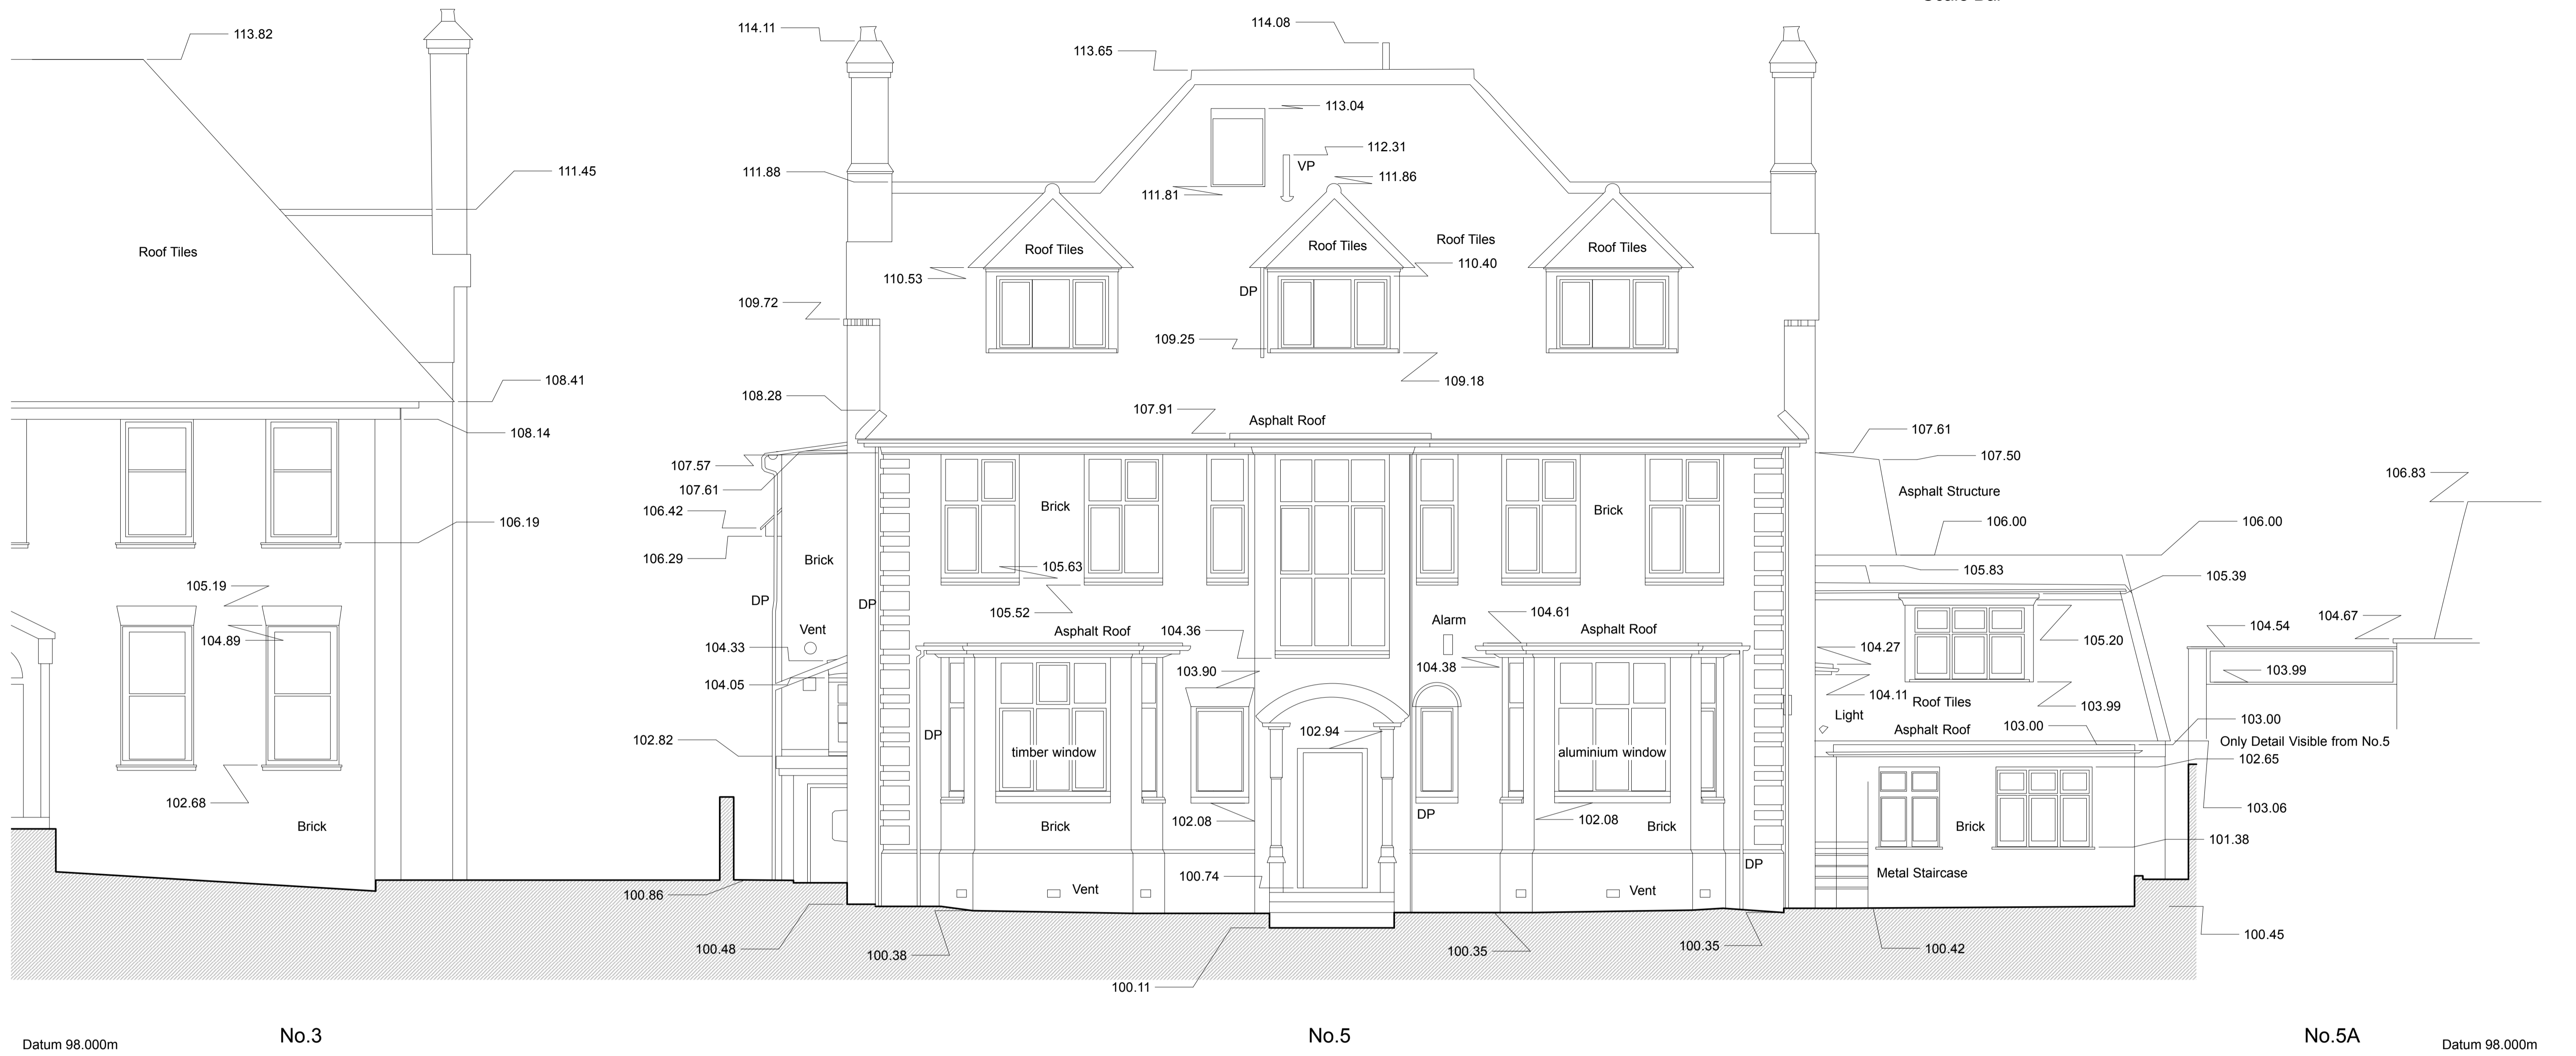 114.08
114.11
113.82
113.65
113.04
112.31
VP
111.45
111.88
111.86
111.81
Roof Tiles
Roof Tiles
Roof Tiles
Roof Tiles
Roof Tiles
110.40
110.53
DP
109.72
109.25
108.41
109.18
108.28
107.91
Asphalt Roof
108.14
107.61
107.57
107.50
106.83
107.61
Asphalt Structure
106.42
Brick
Brick
106.19
106.00
106.00
106.29
Brick
105.63
105.83
105.39
105.19
DP
DP
105.52
104.61
104.67
Alarm
104.54
Vent
Asphalt Roof
104.36
Asphalt Roof
104.89
105.20
104.33
104.27
103.90
104.38
103.99
104.05
104.11
Roof Tiles
103.99
Light
103.00
Asphalt Roof
103.00
102.94
DP
102.82
Only Detail Visible from No.5
timber window
aluminium window
102.65
102.68
103.06
102.08
DP
102.08
Brick
Brick
Brick
Brick
101.38
DP
Metal Staircase
100.74
Vent
Vent
100.86
100.45
100.48
100.38
100.35
100.35
100.42
100.11
No.3
No.5
No.5A
Datum 98.000m
Datum 98.000m